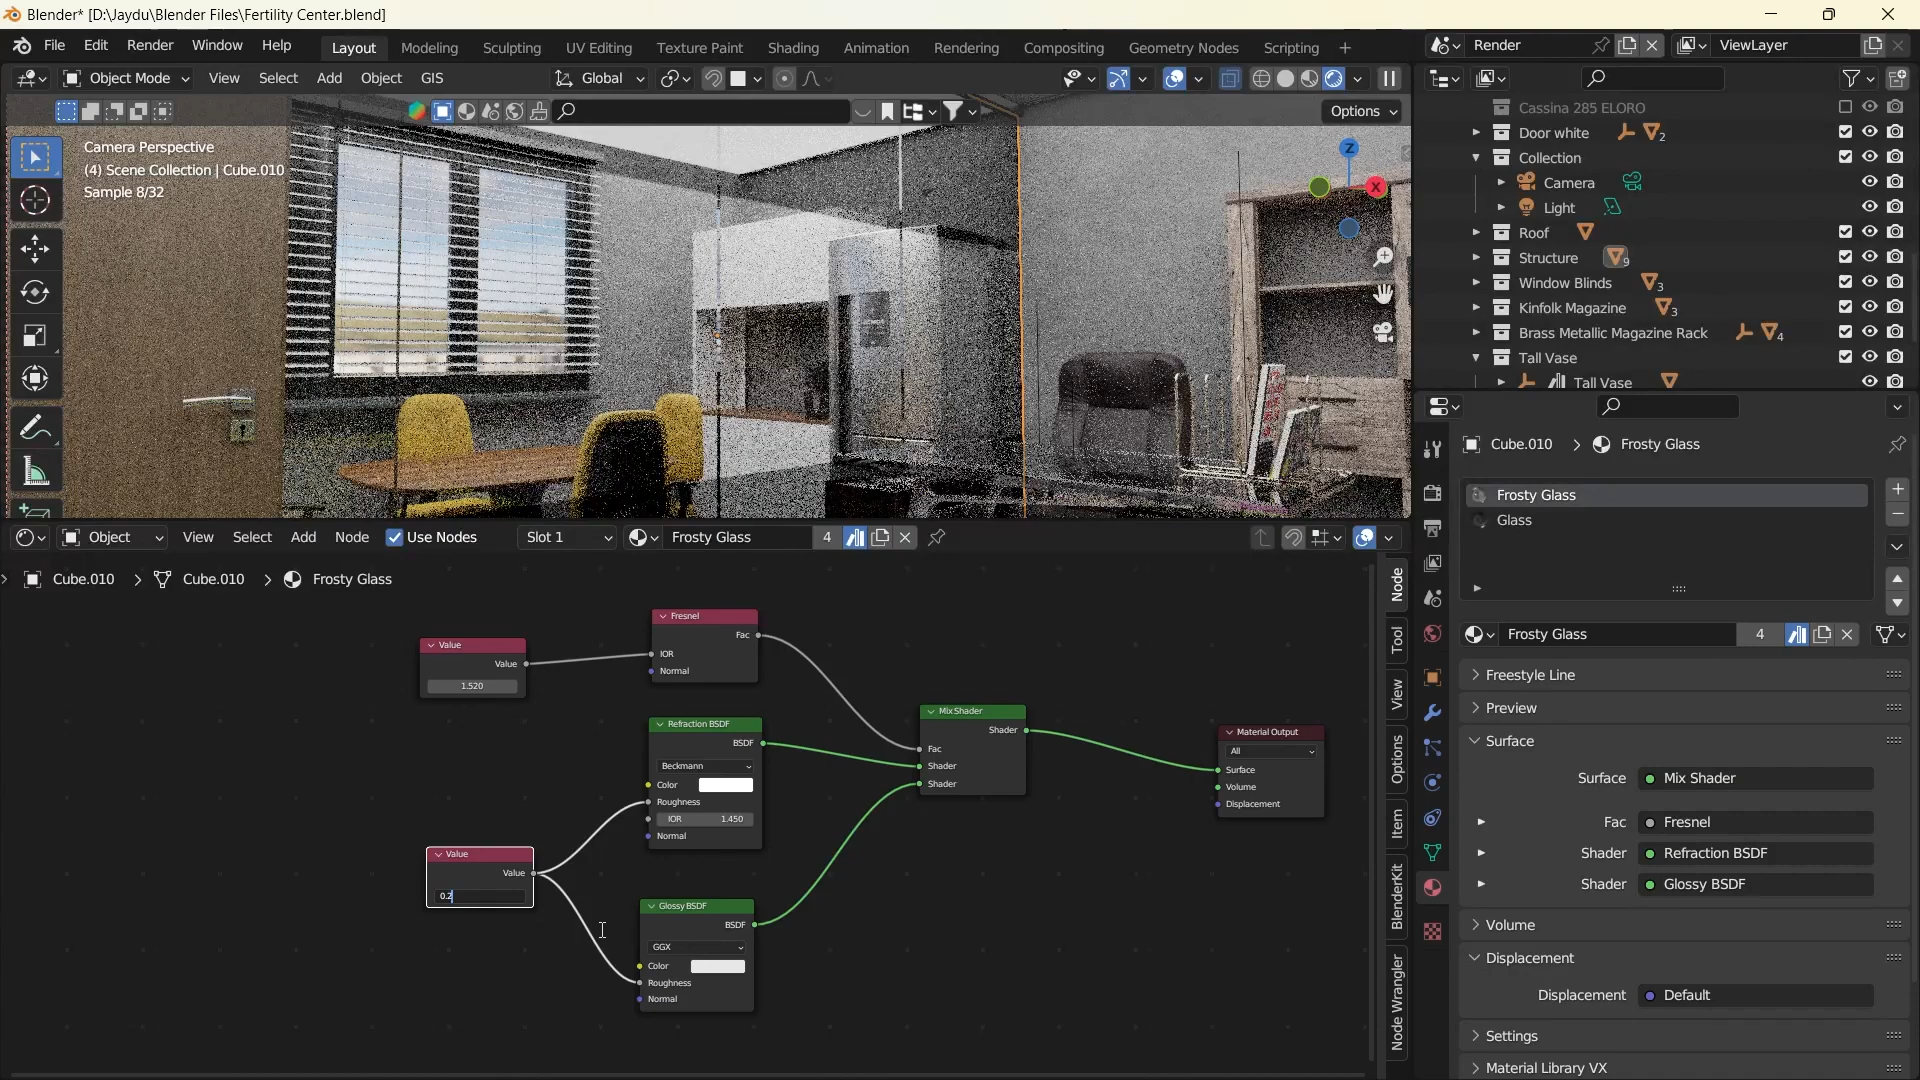 Blender* [D:\Jaydu\Blender Files\Fertility Center.blend]
File Edit Render Window Help Layout Modeling Sculpting UV Editing Texture Paint Shading Animation Rendering Compositing Geometry Nodes Scripting + Render ViewLayer
Object Mode View Select Add Object GIS Global
Options
Camera Perspective
(4) Scene Collection | Cube.010
Sample 8/32
Z
X
Cassina 285 ELORO
Door white 2
Collection
Camera
Light
Roof
Structure 9
Window Blinds 3
Kinfolk Magazine 3
Brass Metallic Magazine Rack 4
Tall Vase
Tall Vase
Object View Select Add Node Use Nodes Slot 1 Frosty Glass 4
Cube.010 > Cube.010 > Frosty Glass
Value
Value
1.520
Fresnel
Fac
IOR
Normal
Refraction BSDF
BSDF
Beckmann
Color
Roughness
IOR 1.450
Normal
Mix Shader
Shader
Fac
Shader
Shader
Material Output
All
Surface
Volume
Displacement
Value
Value
0.2
Glossy BSDF
BSDF
GGX
Color
Roughness
Normal
Node
Tool
View
Options
Item
BlenderKit
Node Wrangler
Cube.010 > Frosty Glass
Frosty Glass
Glass
Frosty Glass 4
Freestyle Line
Preview
Surface
Surface Mix Shader
Fac Fresnel
Shader Refraction BSDF
Shader Glossy BSDF
Volume
Displacement
Displacement Default
Settings
Material Library VX